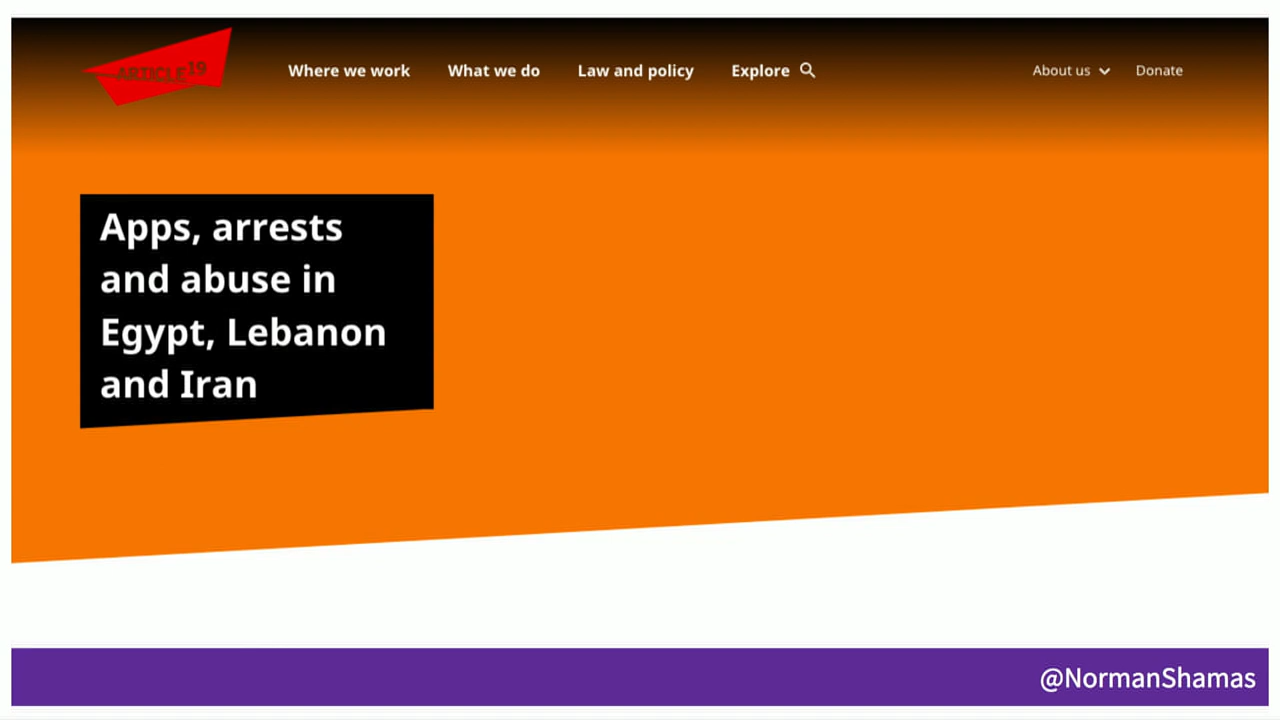 ARTICLE19
Where we work
What we do
Law and policy
Explore
About us
Donate
Apps, arrests
and abuse in
Egypt, Lebanon
and Iran
@NormanShamas